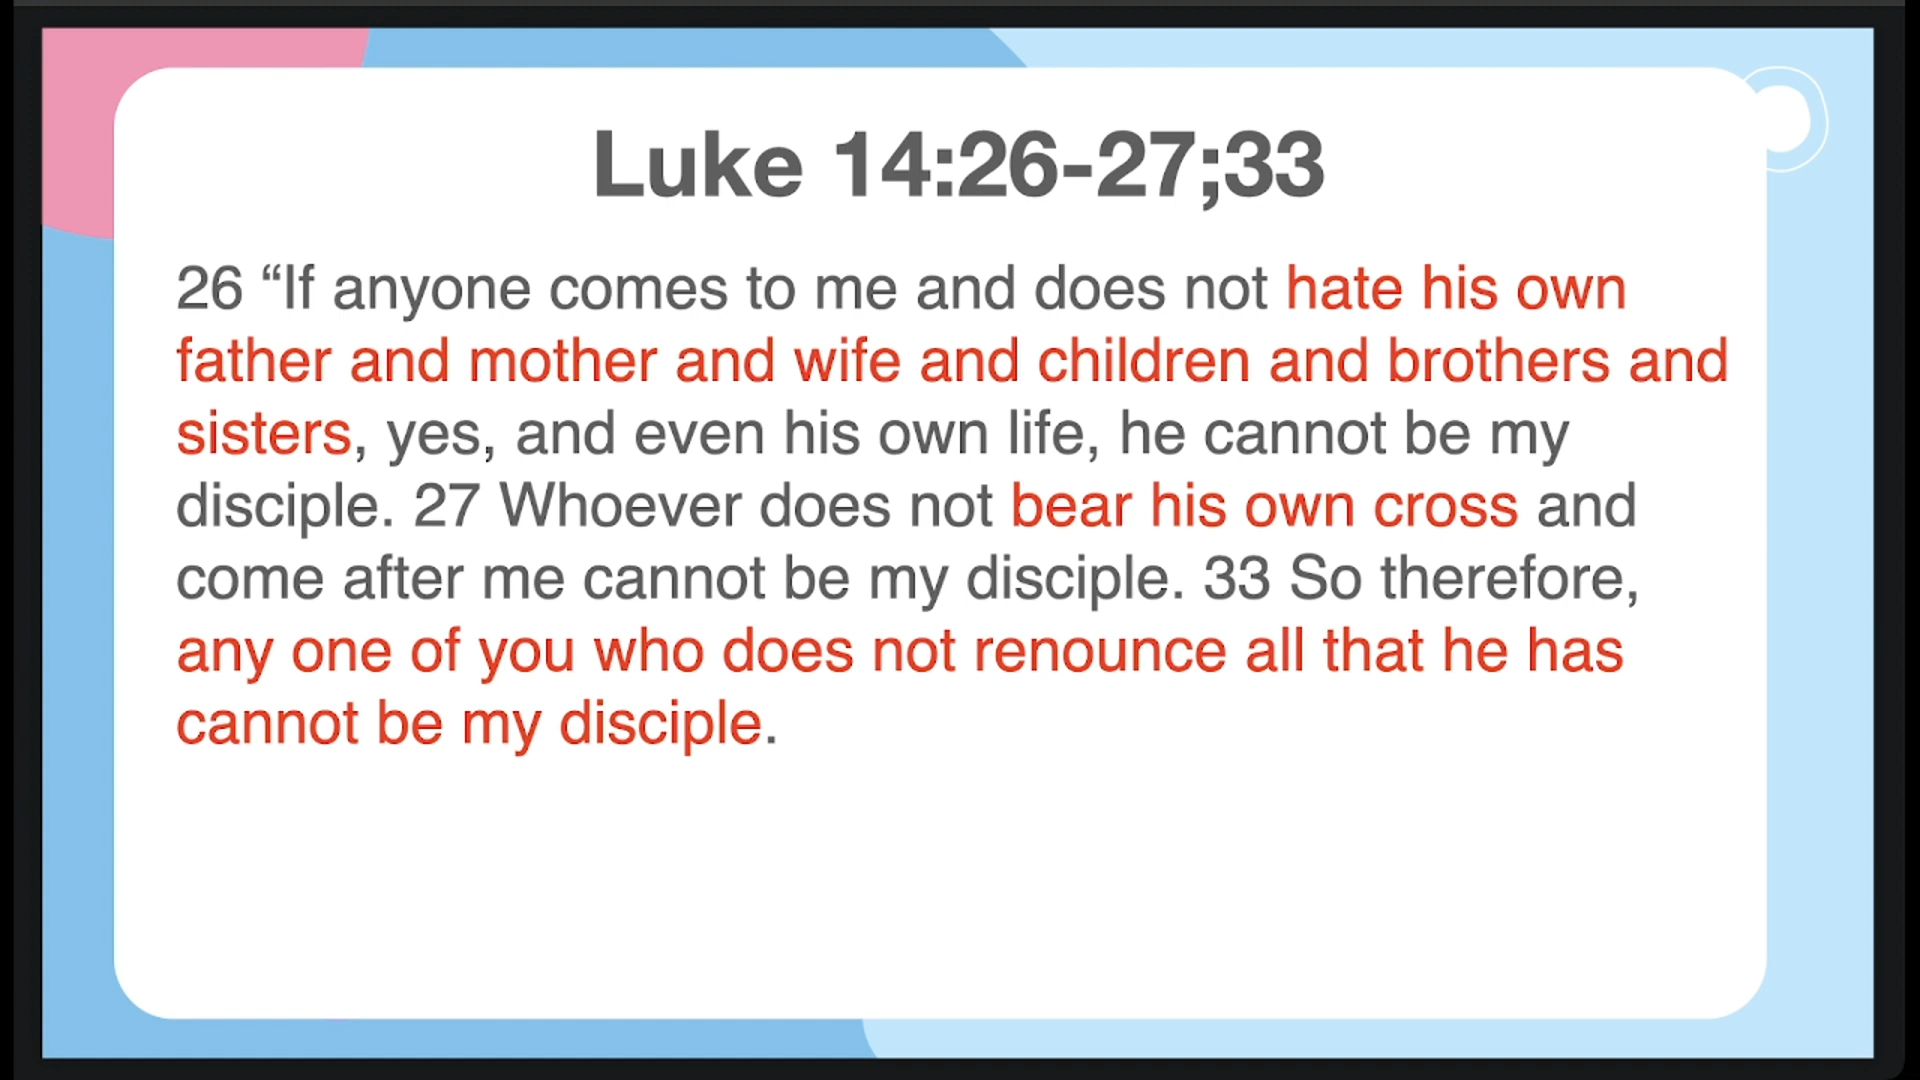 Luke 14:26-27;33
26 “If anyone comes to me and does not hate his own
father and mother and wife and children and brothers and
sisters, yes, and even his own life, he cannot be my
disciple. 27 Whoever does not bear his own cross and
come after me cannot be my disciple. 33 So therefore,
any one of you who does not renounce all that he has
cannot be my disciple.